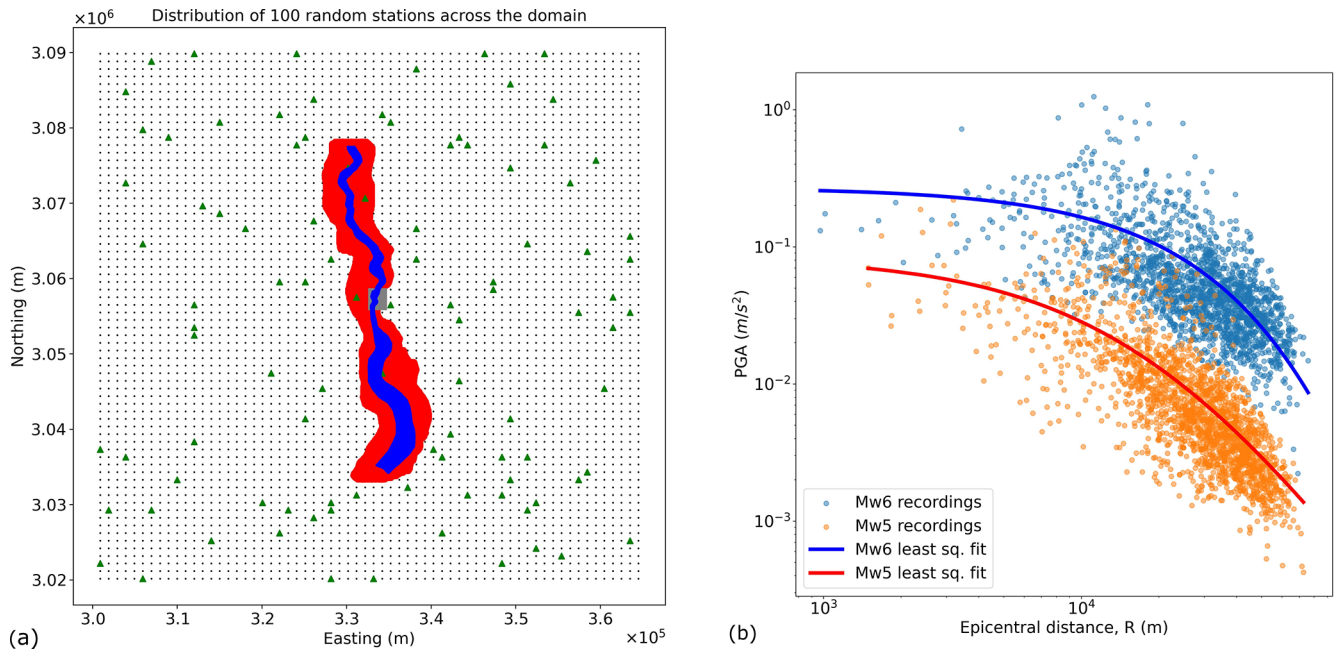 ×10⁶
Distribution of 100 random stations across the domain
3.09
3.08
3.07
3.06
3.05
3.04
3.03
3.02
Northing (m)
3.0
3.1
3.2
3.3
3.4
3.5
3.6
×10⁵
Easting (m)
(a)
10⁰
10⁻¹
10⁻²
10⁻³
PGA (m/s²)
Mw6 recordings
Mw5 recordings
Mw6 least sq. fit
Mw5 least sq. fit
10³
10⁴
Epicentral distance, R (m)
(b)